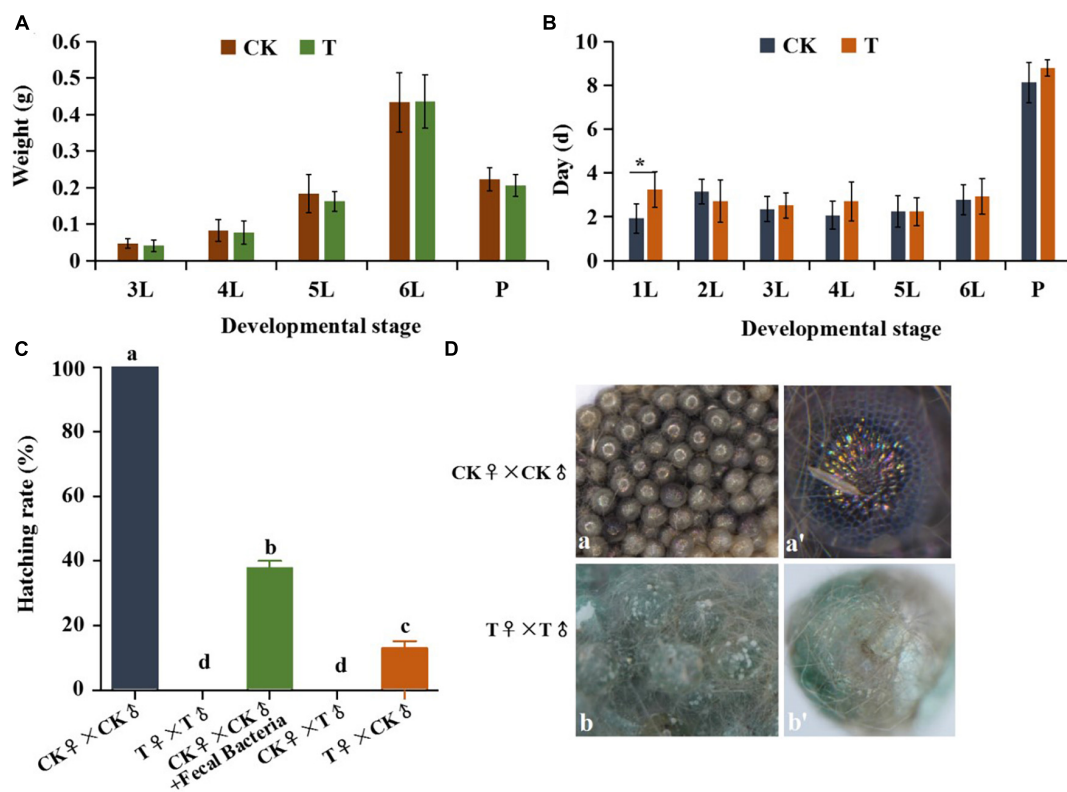 A
CK T
Weight (g)
0.6
0.5
0.4
0.3
0.2
0.1
0
3L 4L 5L 6L P
Developmental stage
B
CK T
Day (d)
10
8
6
4
2
0
*
1L 2L 3L 4L 5L 6L P
Developmental stage
C
Hatching rate (%)
100
80
60
40
20
0
a
d
b
d
c
CK♀×CK♂
T♀×T♂
CK♀×CK♂
+Fecal Bacteria
CK♀×T♂
T♀×CK♂
D
CK♀×CK♂
a a'
T♀×T♂
b b'